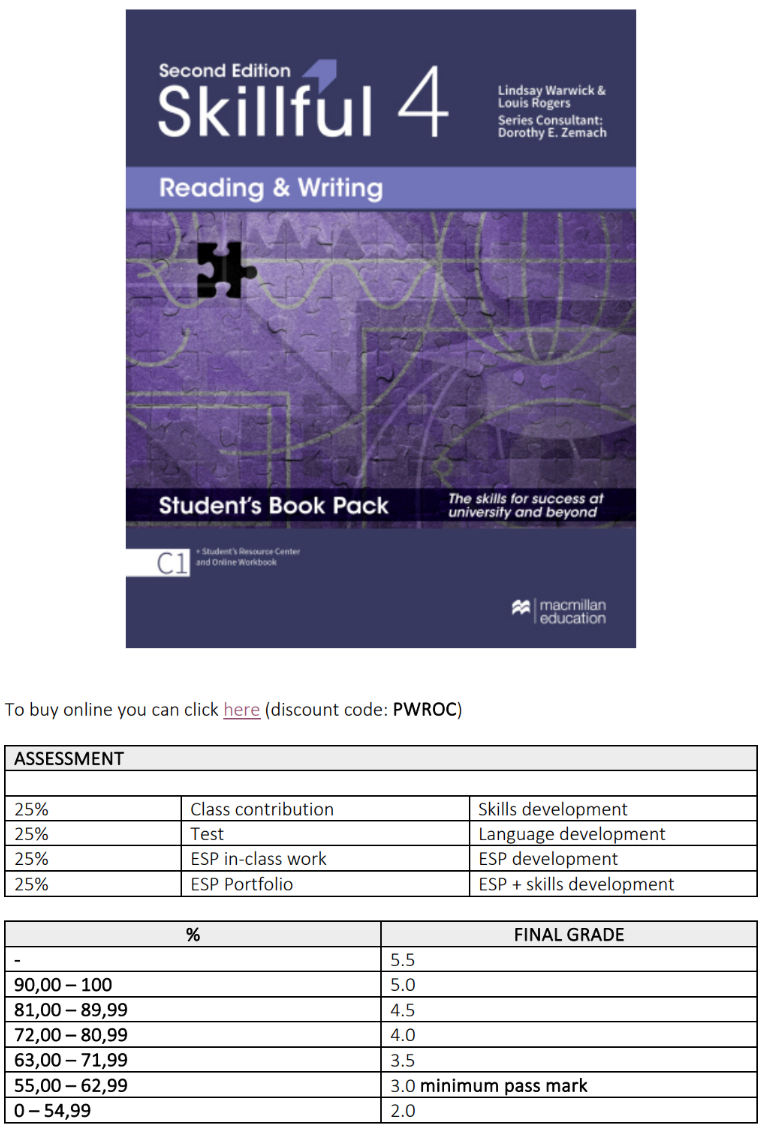 Second Edition
Skillful 4
Lindsay Warwick &
Louis Rogers
Series Consultant:
Dorothy E. Zemach
Reading & Writing
Student's Book Pack
The skills for success at
university and beyond
C1
+ Student's Resource Center
and Online Workbook
macmillan
education
To buy online you can click here (discount code: PWROC)
ASSESSMENT
25% Class contribution Skills development
25% Test Language development
25% ESP in-class work ESP development
25% ESP Portfolio ESP + skills development
% FINAL GRADE
- 5.5
90,00 – 100 5.0
81,00 – 89,99 4.5
72,00 – 80,99 4.0
63,00 – 71,99 3.5
55,00 – 62,99 3.0 minimum pass mark
0 – 54,99 2.0